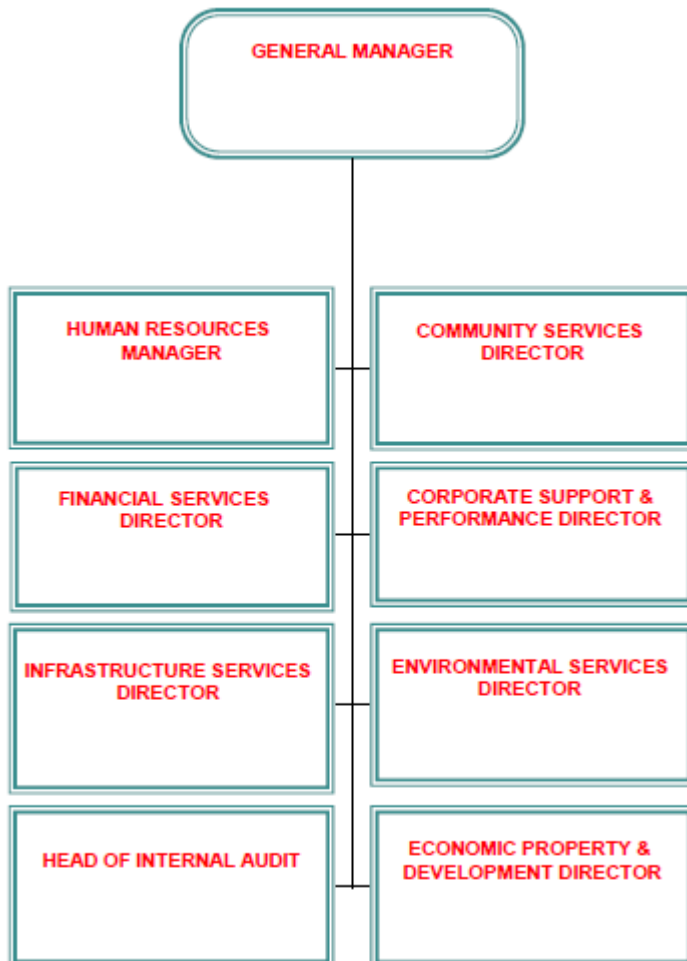 GENERAL MANAGER
HUMAN RESOURCES
MANAGER
COMMUNITY SERVICES
DIRECTOR
FINANCIAL SERVICES
DIRECTOR
CORPORATE SUPPORT &
PERFORMANCE DIRECTOR
INFRASTRUCTURE SERVICES
DIRECTOR
ENVIRONMENTAL SERVICES
DIRECTOR
HEAD OF INTERNAL AUDIT
ECONOMIC PROPERTY &
DEVELOPMENT DIRECTOR